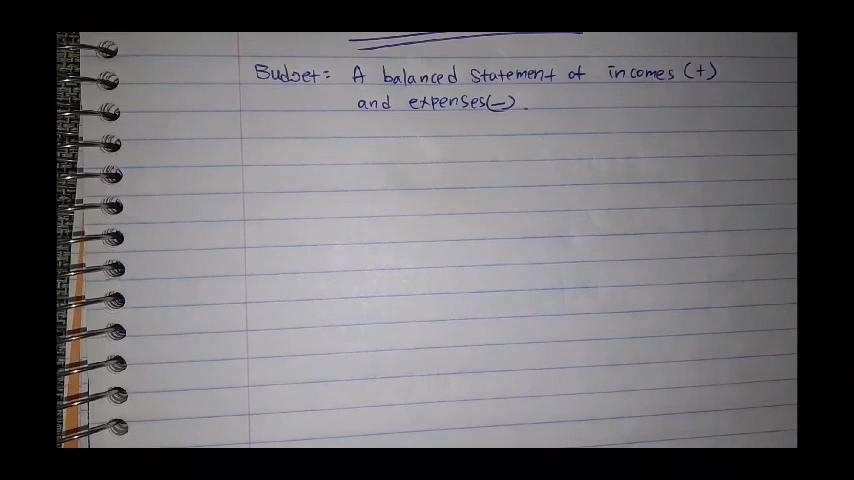 Budget: A balanced statement of incomes (+)
and expenses (-).